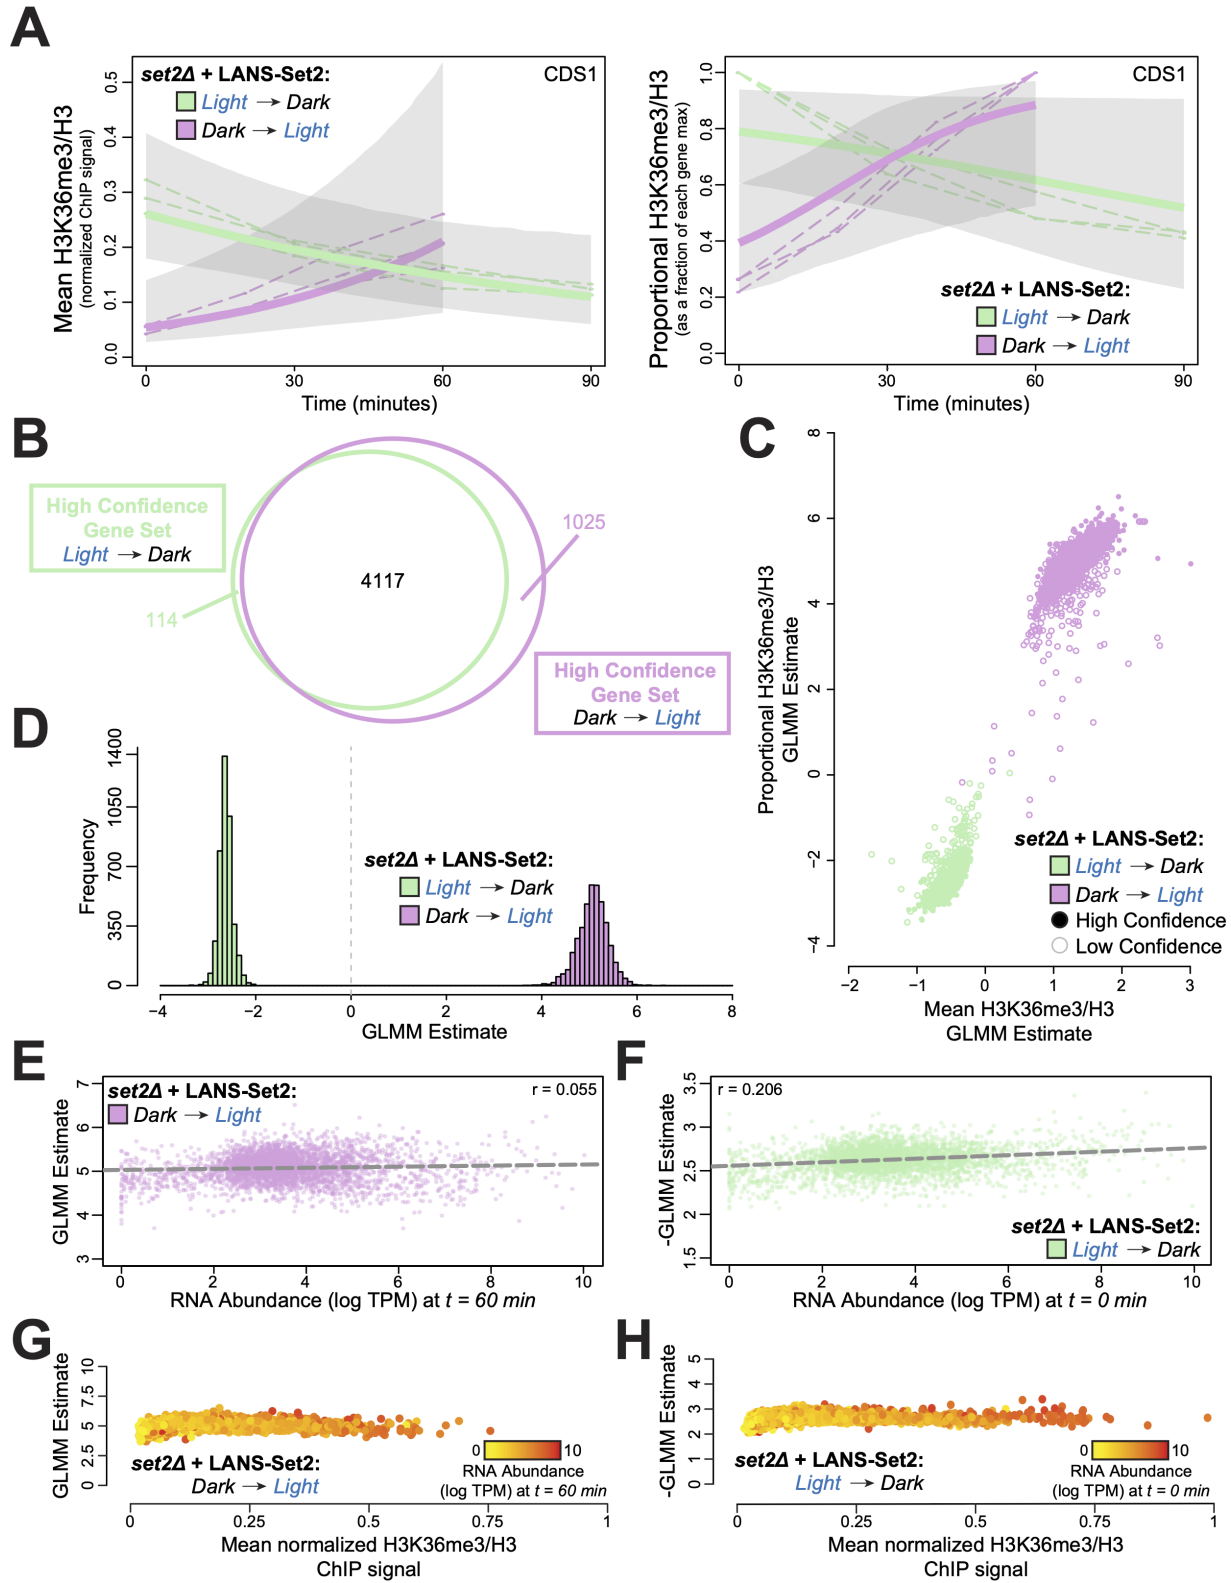 A
set2Δ + LANS-Set2:
Light → Dark
Dark → Light
CDS1
Mean H3K36me3/H3
(normalized ChIP signal)
0.0
0.1
0.2
0.3
0.4
0.5
0
30
60
90
Time (minutes)
CDS1
Proportional H3K36me3/H3
(as a fraction of each gene max)
0.0
0.2
0.4
0.6
0.8
1.0
set2Δ + LANS-Set2:
Light → Dark
Dark → Light
0
30
60
90
Time (minutes)
B
High Confidence
Gene Set
Light → Dark
114
4117
1025
High Confidence
Gene Set
Dark → Light
C
Proportional H3K36me3/H3
GLMM Estimate
8
6
4
2
0
−2
−4
set2Δ + LANS-Set2:
Light → Dark
Dark → Light
High Confidence
Low Confidence
−2
−1
0
1
2
3
Mean H3K36me3/H3
GLMM Estimate
D
Frequency
0
350
700
1050
1400
set2Δ + LANS-Set2:
Light → Dark
Dark → Light
−4
−2
0
2
4
6
8
GLMM Estimate
E
set2Δ + LANS-Set2:
Dark → Light
r = 0.055
GLMM Estimate
3
4
5
6
7
0
2
4
6
8
10
RNA Abundance (log TPM) at t = 60 min
F
r = 0.206
-GLMM Estimate
1.5
2
2.5
3
3.5
set2Δ + LANS-Set2:
Light → Dark
0
2
4
6
8
10
RNA Abundance (log TPM) at t = 0 min
G
GLMM Estimate
0
2.5
5
7.5
10
set2Δ + LANS-Set2:
Dark → Light
0
10
RNA Abundance
(log TPM) at t = 60 min
0
0.25
0.5
0.75
1
Mean normalized H3K36me3/H3
ChIP signal
H
-GLMM Estimate
0
1
2
3
4
5
set2Δ + LANS-Set2:
Light → Dark
0
10
RNA Abundance
(log TPM) at t = 0 min
0
0.25
0.5
0.75
1
Mean normalized H3K36me3/H3
ChIP signal